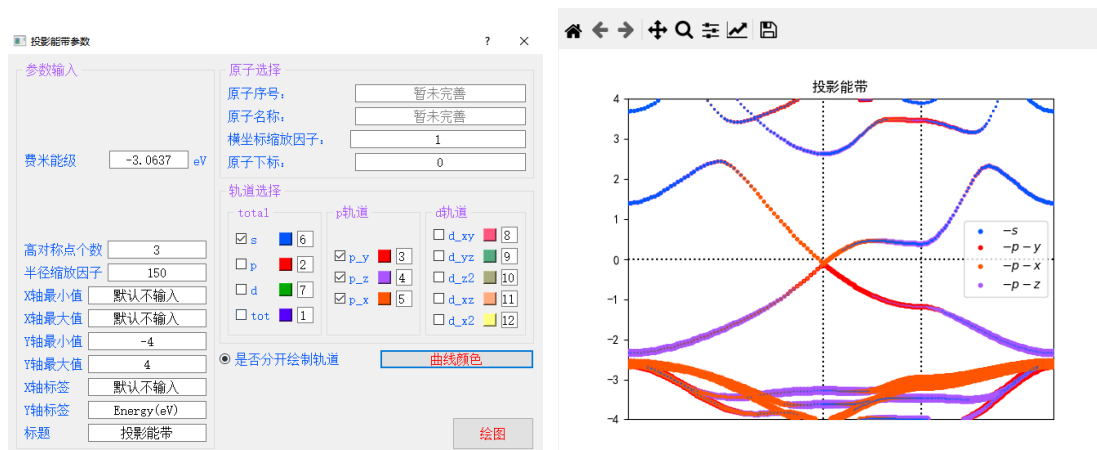 投影能带参数
? ×
参数输入
费米能级 -3.0637 eV
高对称点个数 3
半径缩放因子 150
X轴最小值 默认不输入
X轴最大值 默认不输入
Y轴最小值 -4
Y轴最大值 4
X轴标签 默认不输入
Y轴标签 Energy(eV)
标题 投影能带
原子选择
原子序号: 暂未完善
原子名称: 暂未完善
横坐标缩放因子: 1
原子下标: 0
轨道选择
total
s 6
p 2
d 7
tot 1
p轨道
p_y 3
p_z 4
p_x 5
d轨道
d_xy 8
d_yz 9
d_z2 10
d_xz 11
d_x2 12
是否分开绘制轨道
曲线颜色
绘图
投影能带
4
3
2
1
0
−1
−2
−3
−4
−s
−p−y
−p−x
−p−z